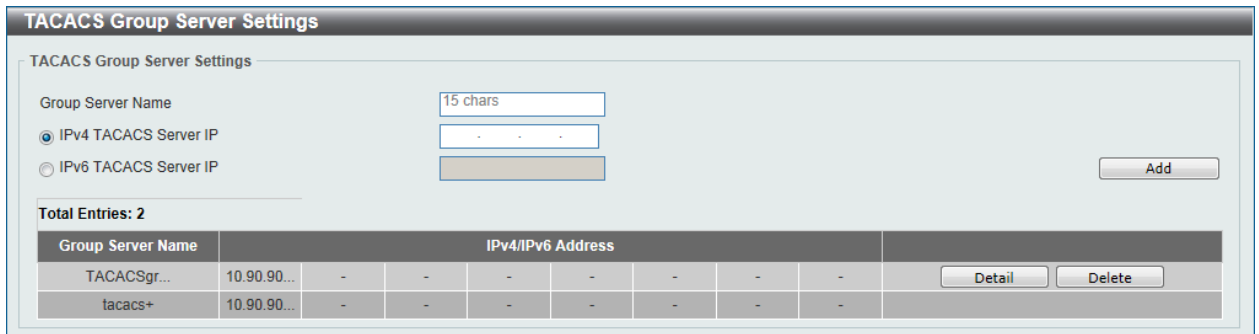 TACACS Group Server Settings
TACACS Group Server Settings
Group Server Name 15 chars
IPv4 TACACS Server IP . . .
IPv6 TACACS Server IP Add
Total Entries: 2
Group Server Name IPv4/IPv6 Address
TACACSgr... 10.90.90... - - - - - - - Detail Delete
tacacs+ 10.90.90... - - - - - - -